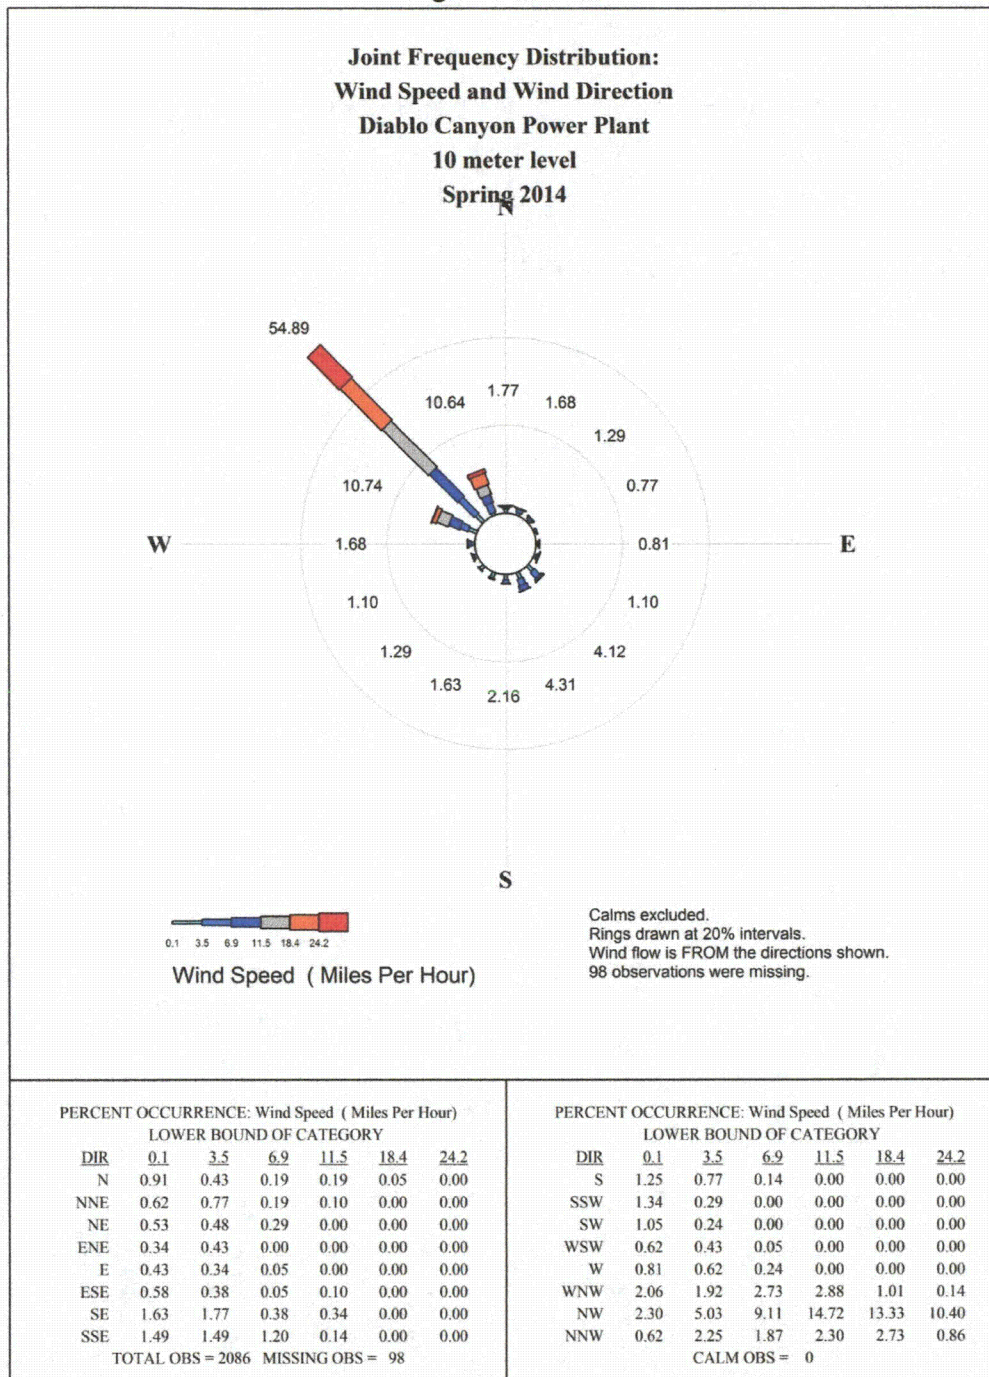 Joint Frequency Distribution:
Wind Speed and Wind Direction
Diablo Canyon Power Plant
10 meter level
Spring 2014
N
54.89
10.64
1.77
1.68
1.29
10.74
0.77
W
1.68
0.81
E
1.10
1.10
1.29
4.12
1.63
2.16
4.31
S
0.1 3.5 6.9 11.5 18.4 24.2
Wind Speed ( Miles Per Hour)
Calms excluded.
Rings drawn at 20% intervals.
Wind flow is FROM the directions shown.
98 observations were missing.
PERCENT OCCURRENCE: Wind Speed ( Miles Per Hour)
LOWER BOUND OF CATEGORY
DIR 0.1 3.5 6.9 11.5 18.4 24.2
N 0.91 0.43 0.19 0.19 0.05 0.00
NNE 0.62 0.77 0.19 0.10 0.00 0.00
NE 0.53 0.48 0.29 0.00 0.00 0.00
ENE 0.34 0.43 0.00 0.00 0.00 0.00
E 0.43 0.34 0.05 0.00 0.00 0.00
ESE 0.58 0.38 0.05 0.10 0.00 0.00
SE 1.63 1.77 0.38 0.34 0.00 0.00
SSE 1.49 1.49 1.20 0.14 0.00 0.00
TOTAL OBS = 2086 MISSING OBS = 98
PERCENT OCCURRENCE: Wind Speed ( Miles Per Hour)
LOWER BOUND OF CATEGORY
DIR 0.1 3.5 6.9 11.5 18.4 24.2
S 1.25 0.77 0.14 0.00 0.00 0.00
SSW 1.34 0.29 0.00 0.00 0.00 0.00
SW 1.05 0.24 0.00 0.00 0.00 0.00
WSW 0.62 0.43 0.05 0.00 0.00 0.00
W 0.81 0.62 0.24 0.00 0.00 0.00
WNW 2.06 1.92 2.73 2.88 1.01 0.14
NW 2.30 5.03 9.11 14.72 13.33 10.40
NNW 0.62 2.25 1.87 2.30 2.73 0.86
CALM OBS = 0